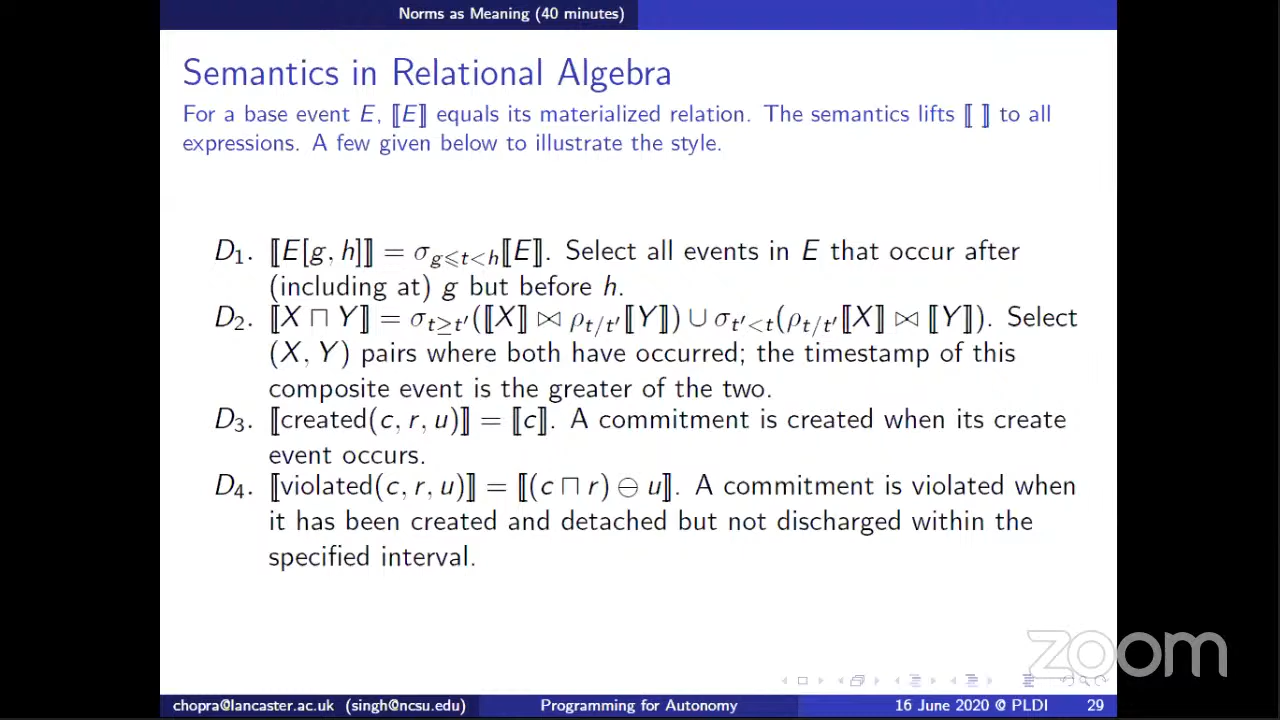 Norms as Meaning (40 minutes)
Semantics in Relational Algebra
For a base event E, ⟦E⟧ equals its materialized relation. The semantics lifts ⟦ ⟧ to all
expressions. A few given below to illustrate the style.
D₁. ⟦E[g, h]⟧ = σ_{g⩽t<h}⟦E⟧. Select all events in E that occur after
(including at) g but before h.
D₂. ⟦X ⊓ Y⟧ = σ_{t≥t′}(⟦X⟧ ⋈ ρ_{t/t′}⟦Y⟧) ∪ σ_{t′<t}(ρ_{t/t′}⟦X⟧ ⋈ ⟦Y⟧). Select
(X, Y) pairs where both have occurred; the timestamp of this
composite event is the greater of the two.
D₃. ⟦created(c, r, u)⟧ = ⟦c⟧. A commitment is created when its create
event occurs.
D₄. ⟦violated(c, r, u)⟧ = ⟦(c ⊓ r) ⊖ u⟧. A commitment is violated when
it has been created and detached but not discharged within the
specified interval.
zoom
chopra@lancaster.ac.uk (singh@ncsu.edu) Programming for Autonomy 16 June 2020 @ PLDI 29